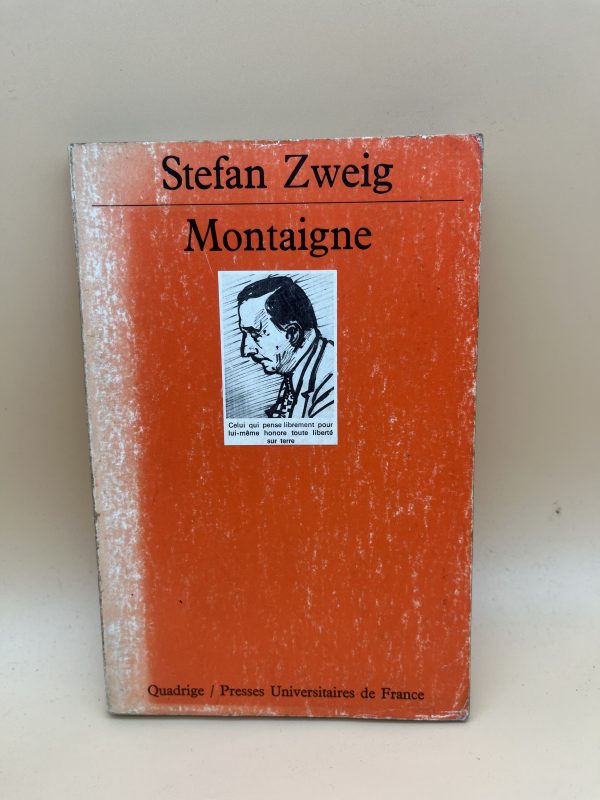 Stefan Zweig
Montaigne
Celui qui pense librement pour
lui-même honore toute liberté
sur terre
Quadrige / Presses Universitaires de France